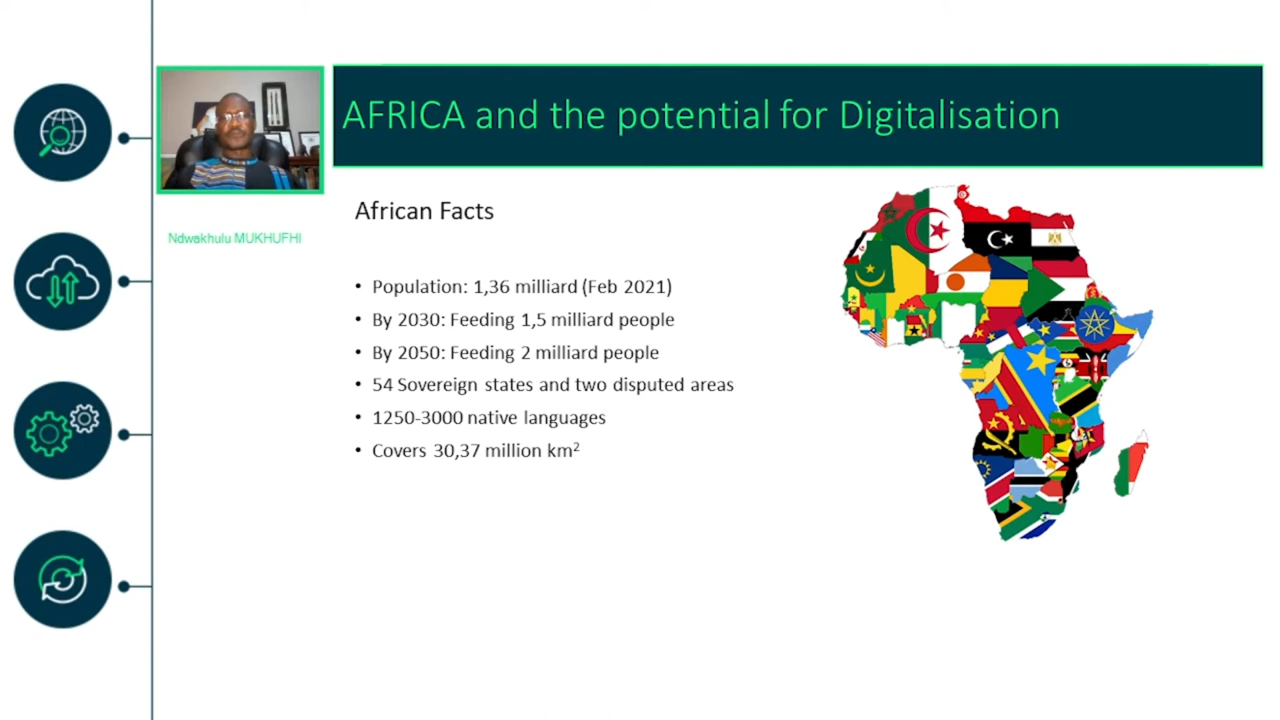 AFRICA and the potential for Digitalisation
Ndwakhulu MUKHUFHI
African Facts
• Population: 1,36 milliard (Feb 2021)
• By 2030: Feeding 1,5 milliard people
• By 2050: Feeding 2 milliard people
• 54 Sovereign states and two disputed areas
• 1250-3000 native languages
• Covers 30,37 million km²